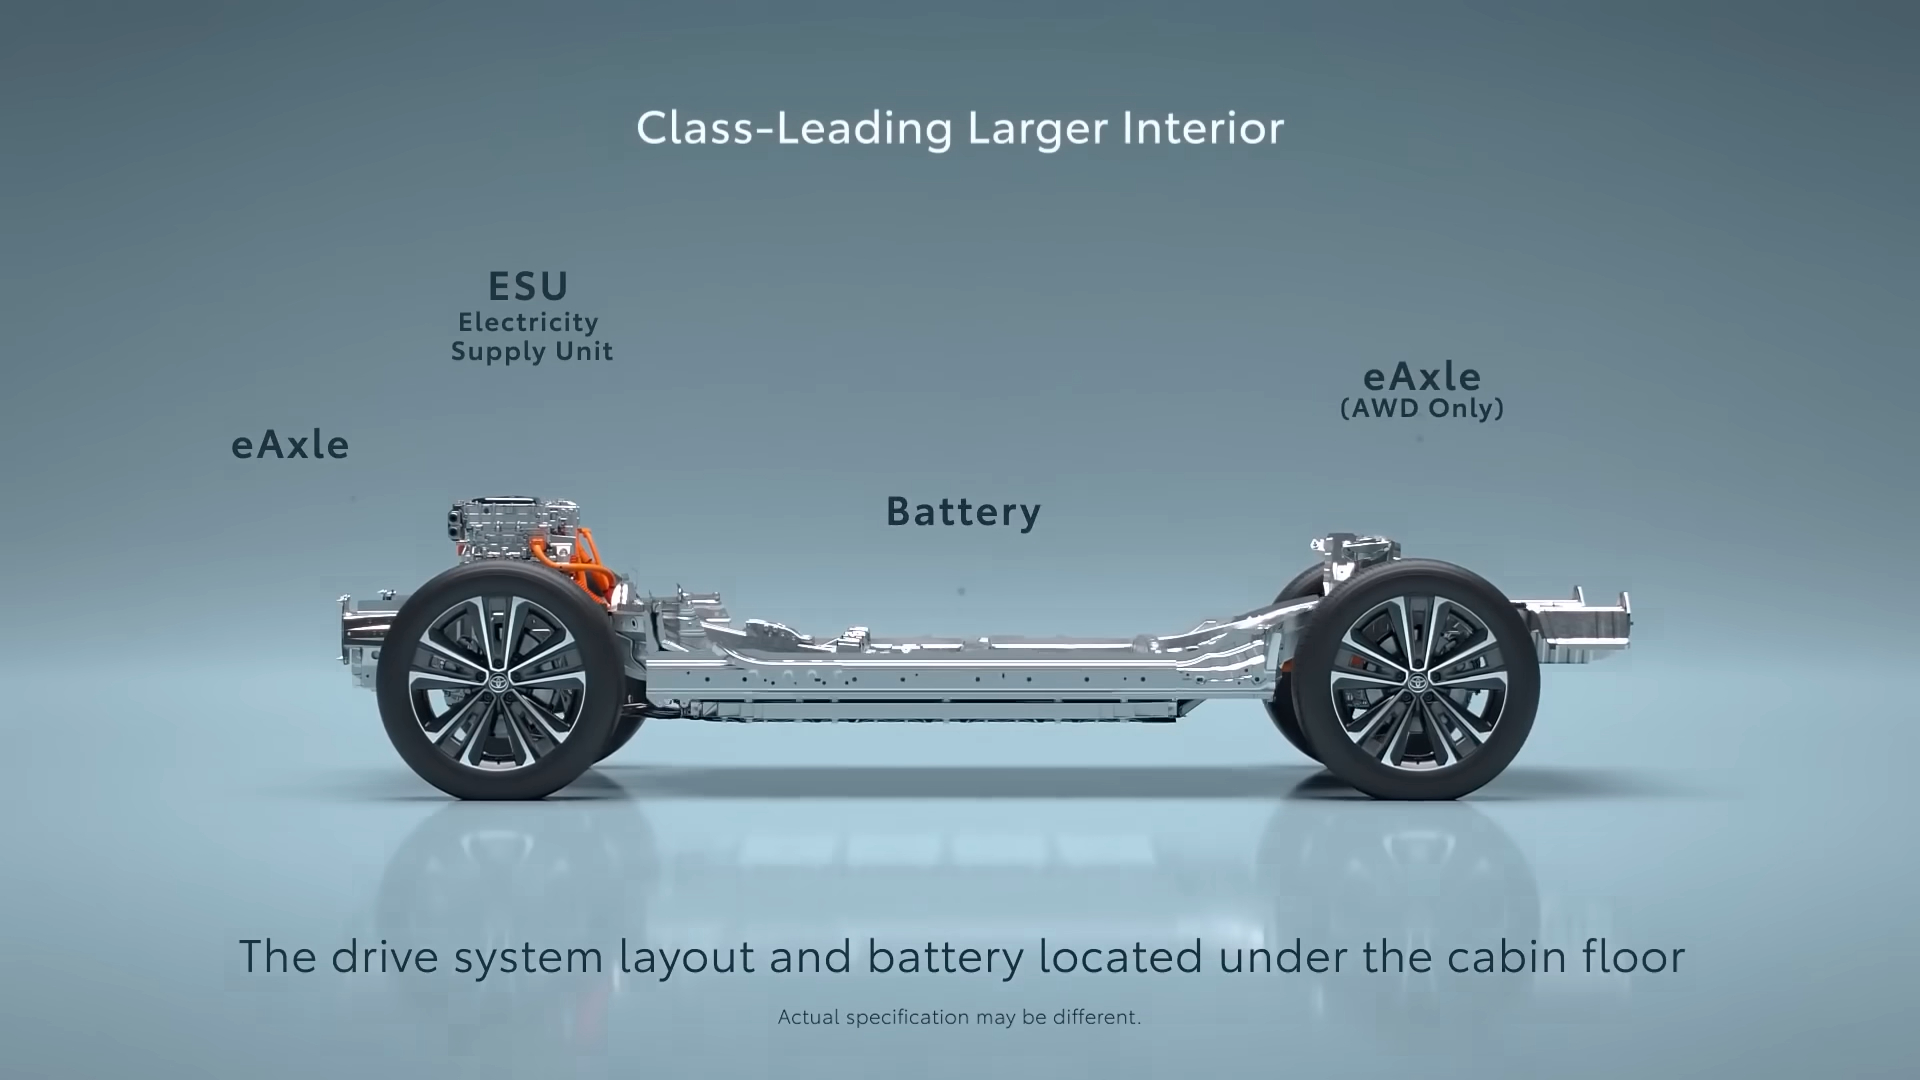 Class-Leading Larger Interior
ESU
Electricity
Supply Unit
eAxle
(AWD Only)
eAxle
Battery
The drive system layout and battery located under the cabin floor
Actual specification may be different.